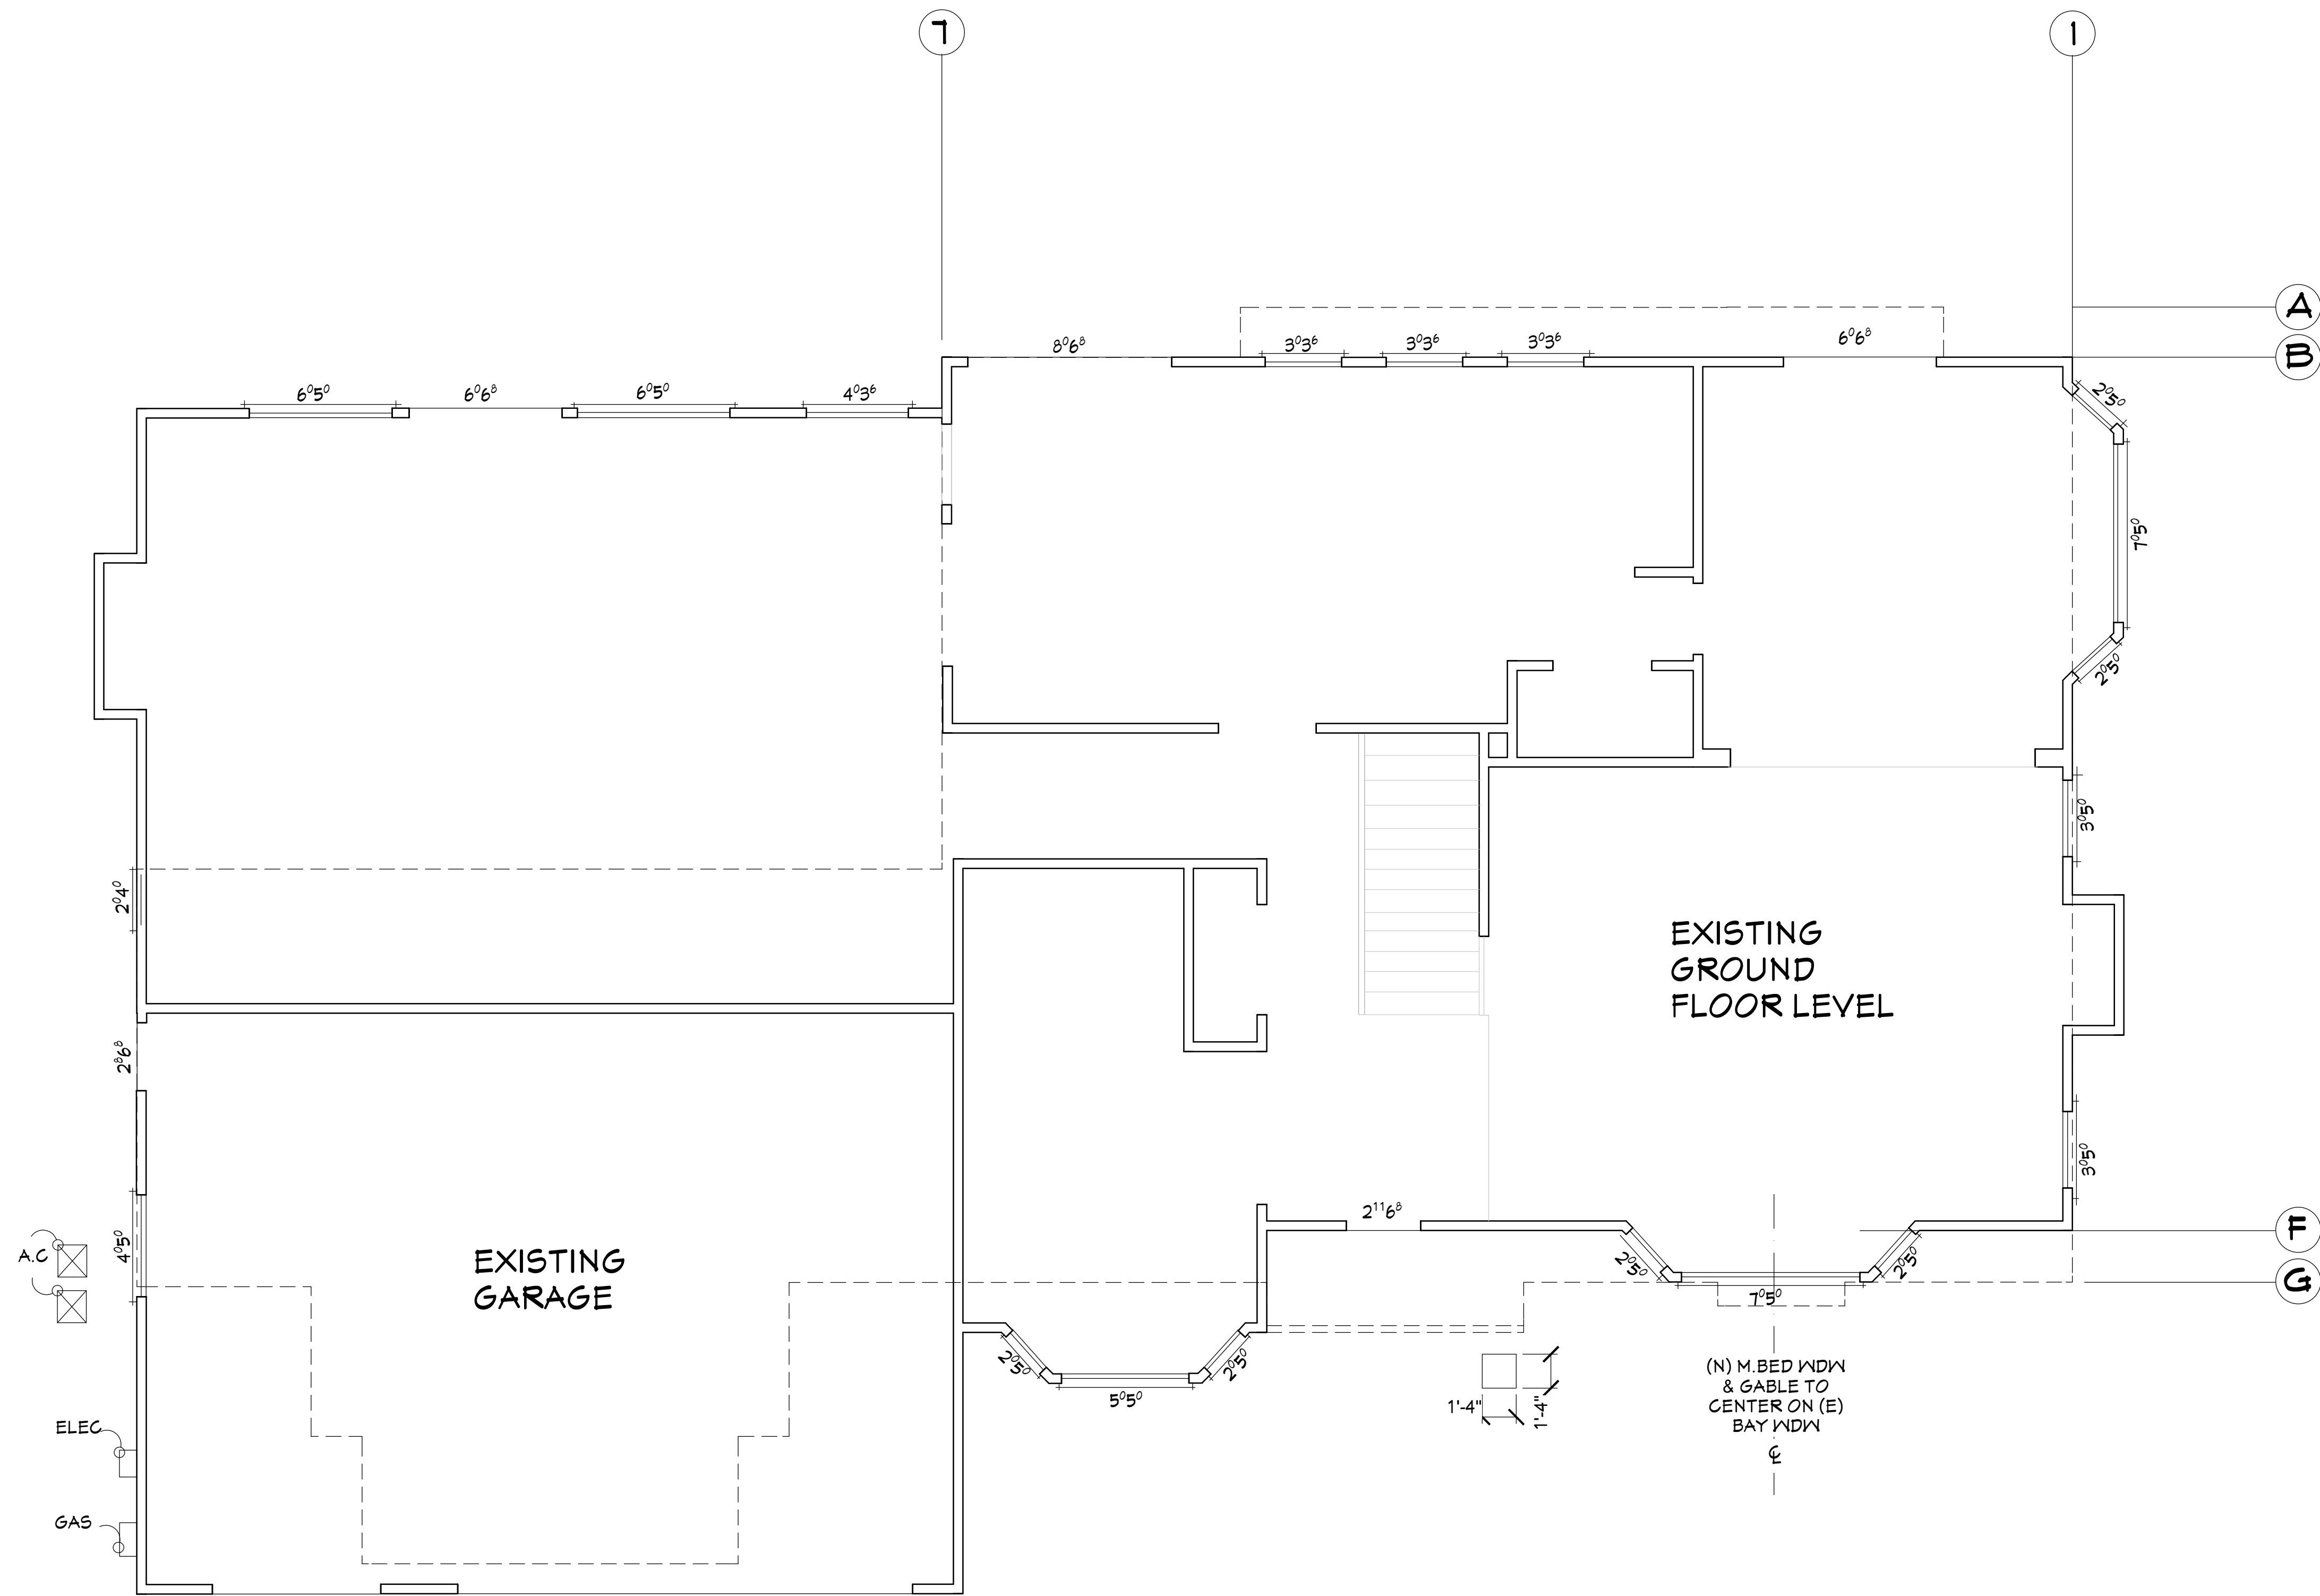 7
1
A
B
8⁰6⁸
3⁰3⁶
3⁰3⁶
3⁰3⁶
6⁰6⁸
6⁰5⁰
6⁰6⁸
6⁰5⁰
4⁰3⁶
2⁰5⁰
7⁰5⁰
2⁰5⁰
3⁰5⁰
2⁰4⁰
EXISTING
GROUND
FLOOR LEVEL
2⁸6⁸
3⁰5⁰
2¹¹6⁸
F
4⁰5⁰
A.C
EXISTING
GARAGE
2⁰5⁰
2⁰5⁰
G
7⁰5⁰
2⁰5⁰
2⁰5⁰
5⁰5⁰
1'-4"
1'-4"
(N) M.BED WDW
& GABLE TO
CENTER ON (E)
BAY WDW
℄
ELEC
GAS